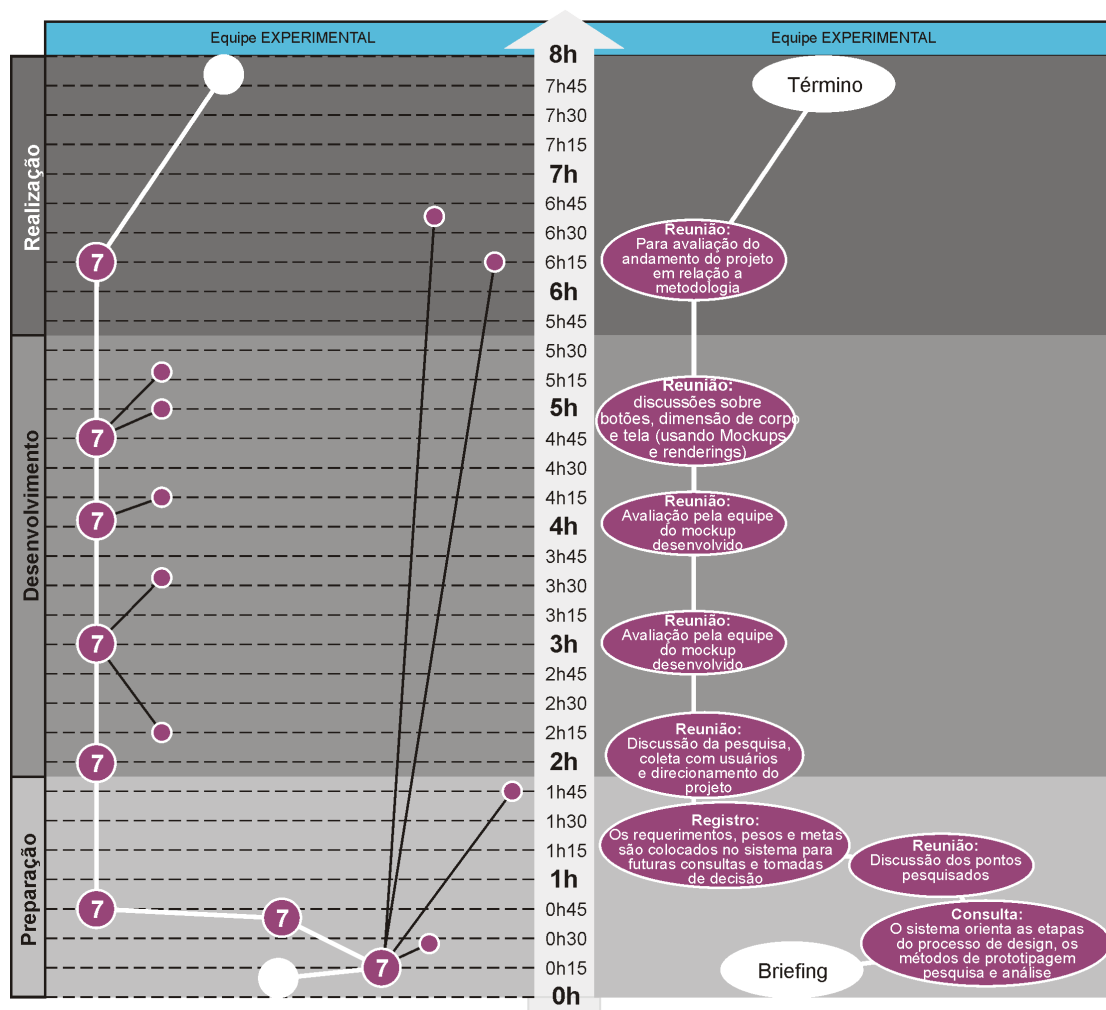 Equipe EXPERIMENTAL
Equipe EXPERIMENTAL
Realização
Desenvolvimento
Preparação
7
7
7
7
7
7
7
7
8h
7h45
7h30
7h15
7h
6h45
6h30
6h15
6h
5h45
5h30
5h15
5h
4h45
4h30
4h15
4h
3h45
3h30
3h15
3h
2h45
2h30
2h15
2h
1h45
1h30
1h15
1h
0h45
0h30
0h15
0h
Término
Reunião:
Para avaliação do
andamento do projeto
em relação a
metodologia
Reunião:
discussões sobre
botões, dimensão de corpo
e tela (usando Mockups
e renderings)
Reunião:
Avaliação pela equipe
do mockup
desenvolvido
Reunião:
Avaliação pela equipe
do mockup
desenvolvido
Reunião:
Discussão da pesquisa,
coleta com usuários
e direcionamento do
projeto
Registro:
Os requerimentos, pesos e metas
são colocados no sistema para
futuras consultas e tomadas
de decisão
Reunião:
Discussão dos pontos
pesquisados
Consulta:
O sistema orienta as etapas
do processo de design, os
métodos de prototipagem
pesquisa e análise
Briefing